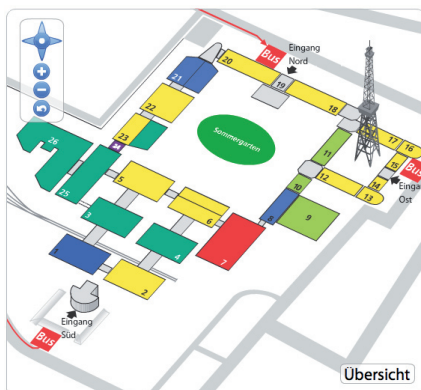 Bus
Eingang
Nord
20
19
21
18
22
17
16
Sommergarten
23
24
11
15
Bus
26
25
5
12
14
Eingang
Ost
13
10
6
3
8
9
4
7
1
2
Eingang
Süd
Bus
Übersicht